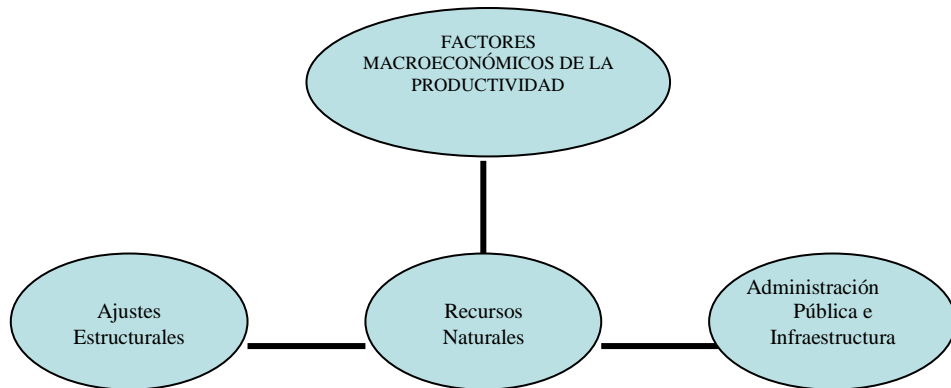 FACTORES
MACROECONÓMICOS DE LA
PRODUCTIVIDAD
Ajustes
Estructurales
Recursos
Naturales
Administración
Pública e
Infraestructura